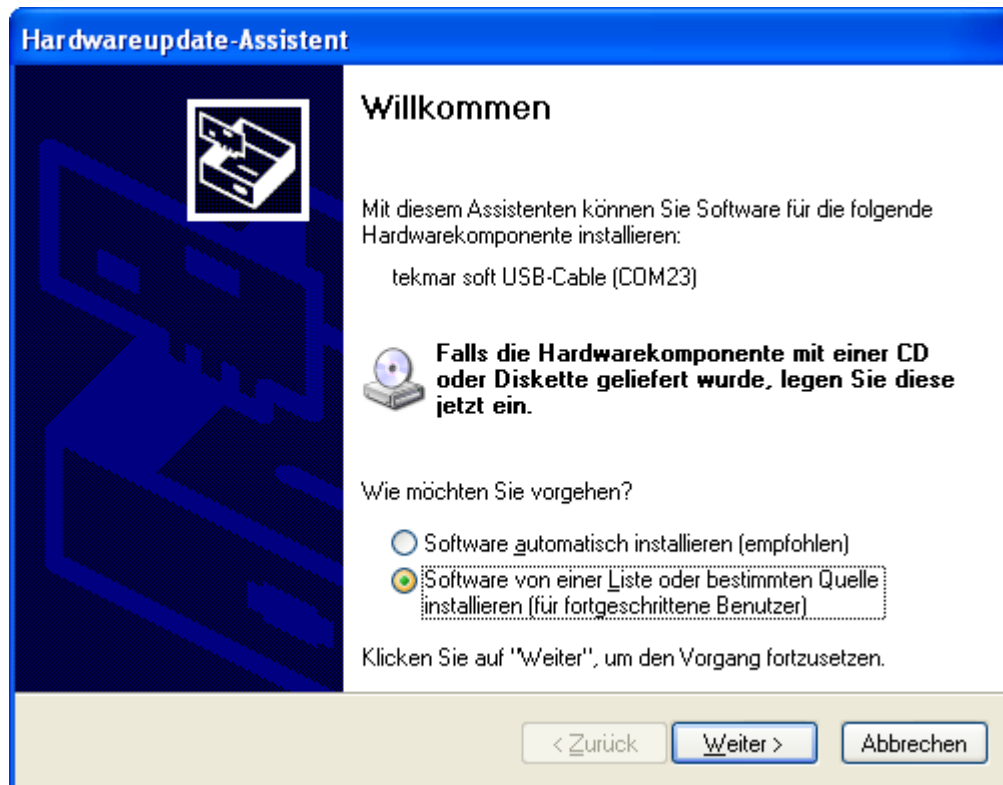 Hardwareupdate-Assistent
Willkommen
Mit diesem Assistenten können Sie Software für die folgende
Hardwarekomponente installieren:
tekmar soft USB-Cable (COM23)
Falls die Hardwarekomponente mit einer CD
oder Diskette geliefert wurde, legen Sie diese
jetzt ein.
Wie möchten Sie vorgehen?
Software automatisch installieren (empfohlen)
Software von einer Liste oder bestimmten Quelle
installieren (für fortgeschrittene Benutzer)
Klicken Sie auf "Weiter", um den Vorgang fortzusetzen.
< Zurück
Weiter >
Abbrechen